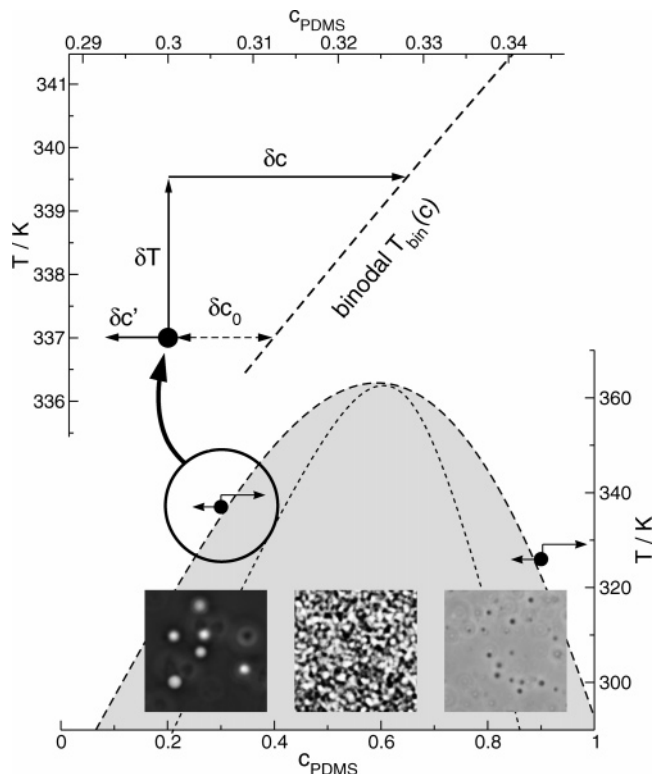 c_PDMS
0.29 0.3 0.31 0.32 0.33 0.34
341
340
339
338
337
336
T / K
δc
δT
δc'
δc₀
binodal T_bin(c)
360
340
320
300
T / K
0 0.2 0.4 0.6 0.8 1
c_PDMS